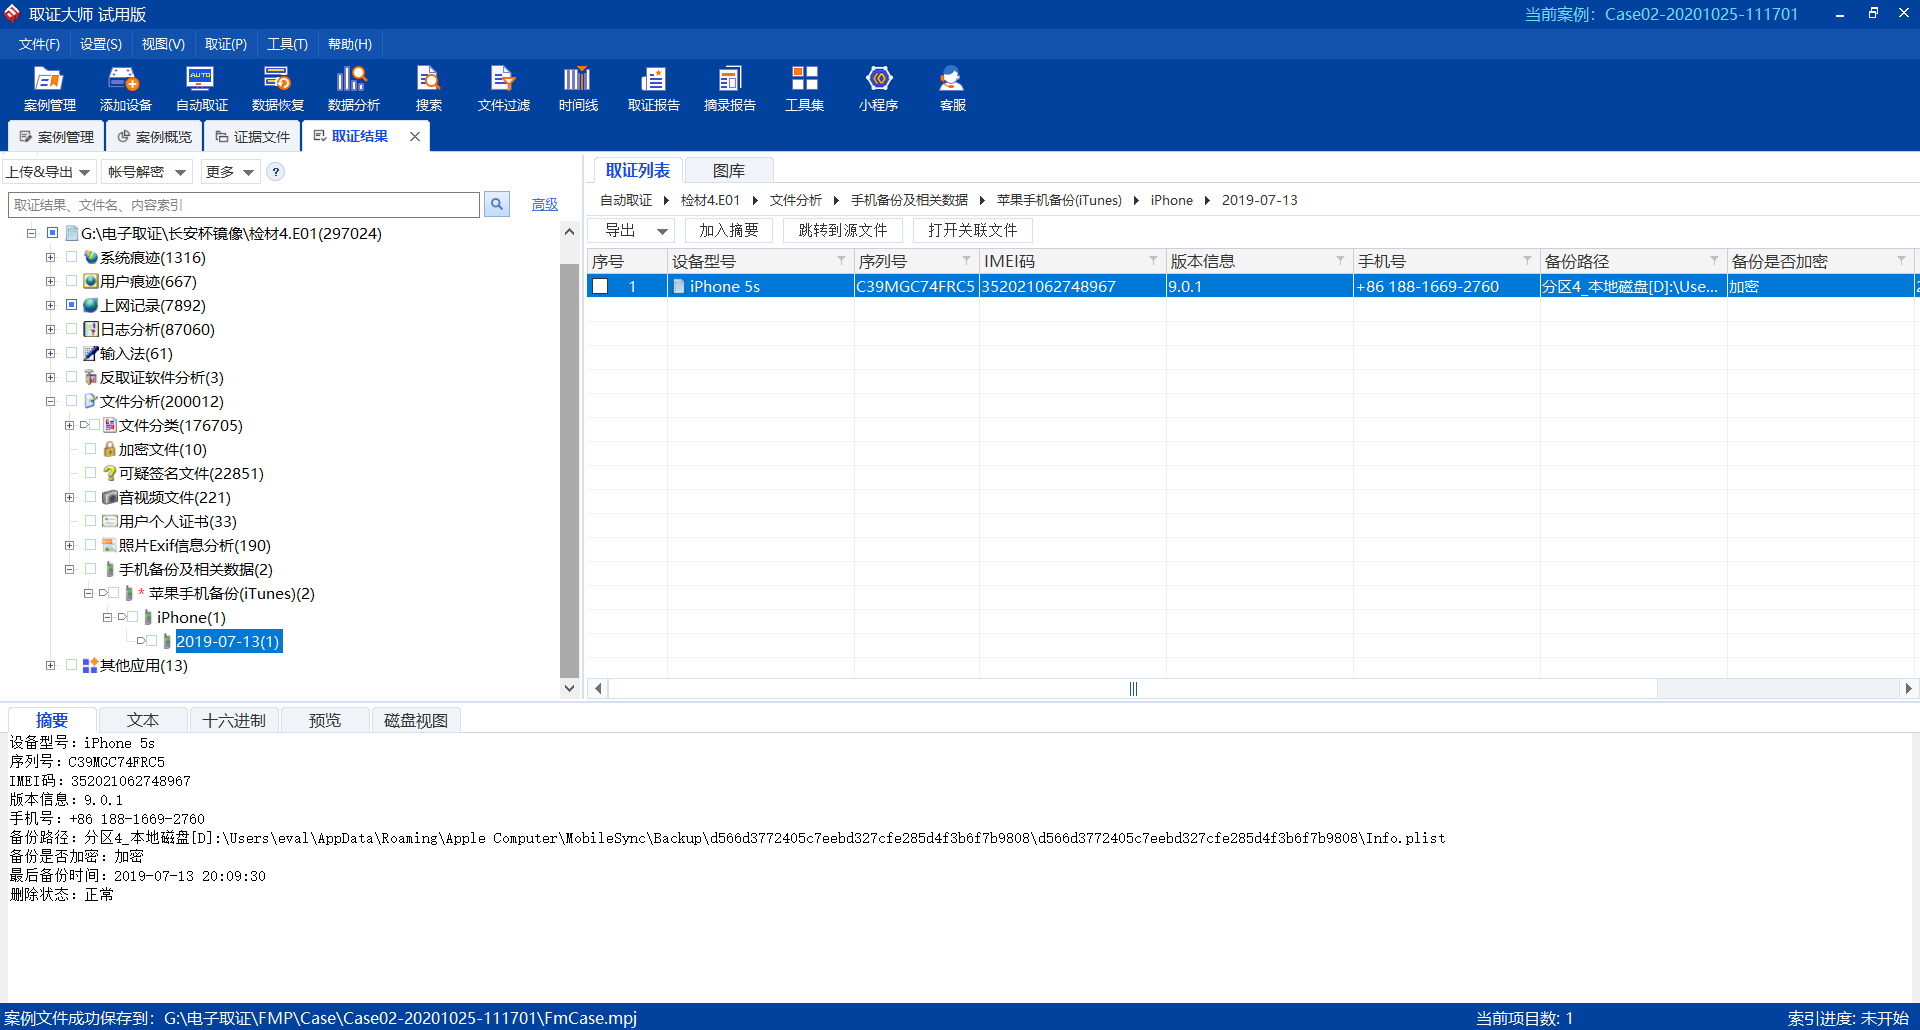 取证大师 试用版
当前案例： Case02-20201025-111701
文件(F) 设置(S) 视图(V) 取证(P) 工具(T) 帮助(H)
案例管理 添加设备 自动取证 数据恢复 数据分析 搜索 文件过滤 时间线 取证报告 摘录报告 工具集 小程序 客服
案例管理 案例概览 证据文件 取证结果
上传&导出 帐号解密 更多 ?
取证结果、文件名、内容索引 高级
G:\电子取证\长安杯镜像\检材4.E01(297024)
系统痕迹(1316)
用户痕迹(667)
上网记录(7892)
日志分析(87060)
输入法(61)
反取证软件分析(3)
文件分析(200012)
文件分类(176705)
加密文件(10)
可疑签名文件(22851)
音视频文件(221)
用户个人证书(33)
照片Exif信息分析(190)
手机备份及相关数据(2)
* 苹果手机备份(iTunes)(2)
iPhone(1)
2019-07-13(1)
其他应用(13)
取证列表 图库
自动取证 检材4.E01 文件分析 手机备份及相关数据 苹果手机备份(iTunes) iPhone 2019-07-13
导出 加入摘要 跳转到源文件 打开关联文件
序号 设备型号 序列号 IMEI码 版本信息 手机号 备份路径 备份是否加密
1 iPhone 5s C39MGC74FRC5 352021062748967 9.0.1 +86 188-1669-2760 分区4_本地磁盘[D]:\Use... 加密
摘要 文本 十六进制 预览 磁盘视图
设备型号：iPhone 5s
序列号：C39MGC74FRC5
IMEI码：352021062748967
版本信息：9.0.1
手机号：+86 188-1669-2760
备份路径：分区4_本地磁盘[D]:\Users\eval\AppData\Roaming\Apple Computer\MobileSync\Backup\d566d3772405c7eebd327cfe285d4f3b6f7b9808\d566d3772405c7eebd327cfe285d4f3b6f7b9808\Info.plist
备份是否加密：加密
最后备份时间：2019-07-13 20:09:30
删除状态：正常
案例文件成功保存到：G:\电子取证\FMP\Case\Case02-20201025-111701\FmCase.mpj
当前项目数: 1
索引进度: 未开始